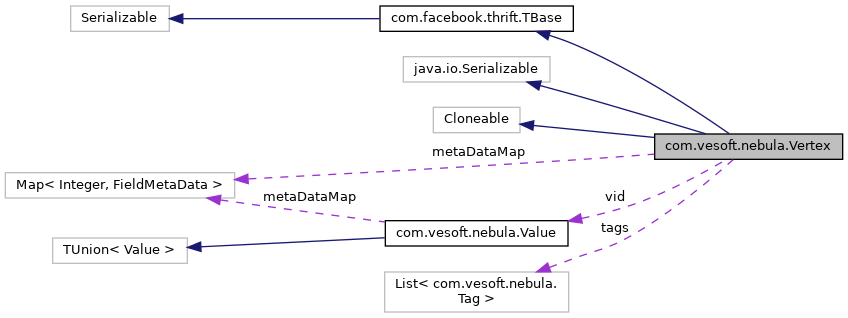 Serializable
com.facebook.thrift.TBase
java.io.Serializable
Cloneable
com.vesoft.nebula.Vertex
metaDataMap
Map< Integer, FieldMetaData >
metaDataMap
vid
com.vesoft.nebula.Value
tags
TUnion< Value >
List< com.vesoft.nebula.
Tag >